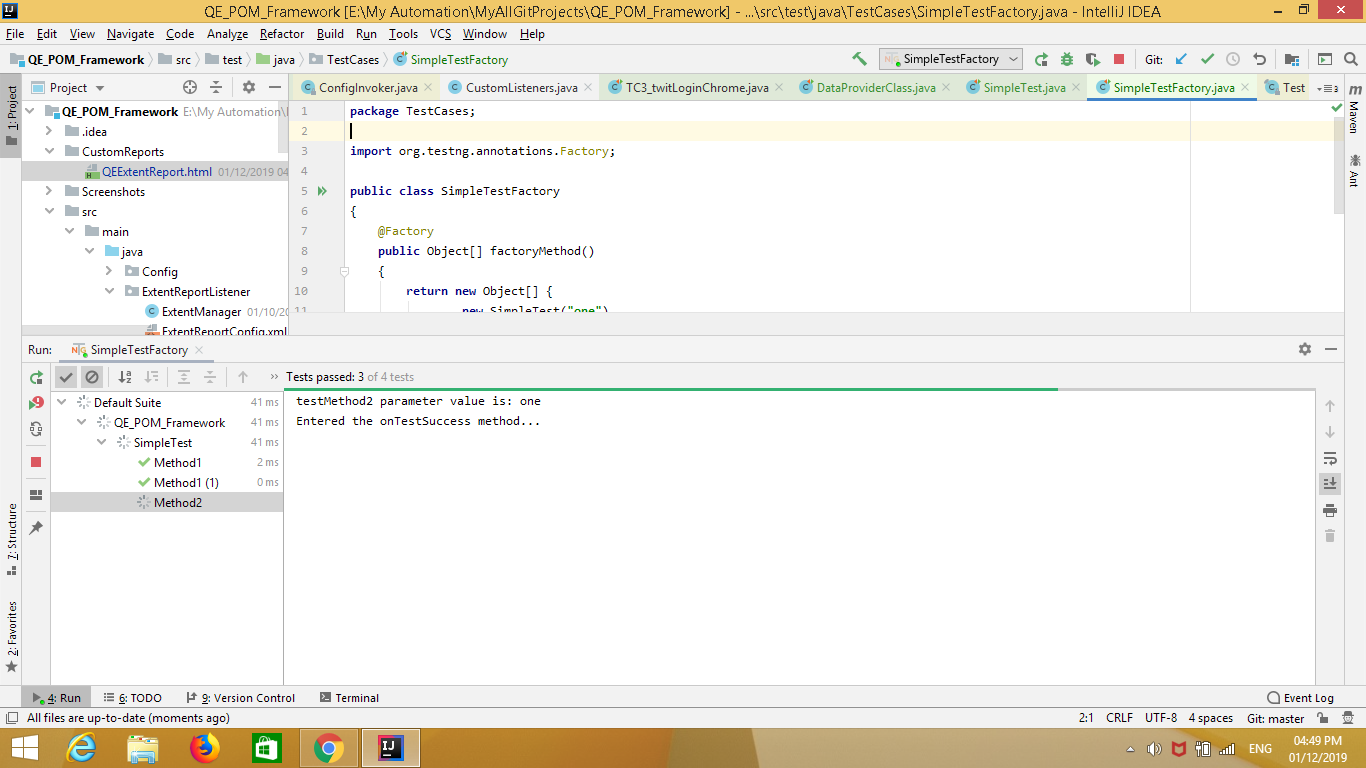 QE_POM_Framework [E:\My Automation\MyAllGitProjects\QE_POM_Framework] - ...\src\test\java\TestCases\SimpleTestFactory.java - IntelliJ IDEA
File Edit View Navigate Code Analyze Refactor Build Run Tools VCS Window Help
QE_POM_Framework src test java TestCases SimpleTestFactory
SimpleTestFactory Git:
1: Project
Project
ConfigInvoker.java CustomListeners.java TC3_twitLoginChrome.java DataProviderClass.java SimpleTest.java SimpleTestFactory.java Test
3
QE_POM_Framework E:\My Automation\
.idea
CustomReports
QEExtentReport.html 01/12/2019 04
Screenshots
src
main
java
Config
ExtentReportListener
ExtentManager 01/10/20
ExtentReportConfig.xml
1 package TestCases;
2
3 import org.testng.annotations.Factory;
4
5 public class SimpleTestFactory
6 {
7 @Factory
8 public Object[] factoryMethod()
9 {
10 return new Object[] {
11 new SimpleTest("one")
Maven
Ant
Run: SimpleTestFactory
Tests passed: 3 of 4 tests
Default Suite 41 ms
QE_POM_Framework 41 ms
SimpleTest 41 ms
Method1 2 ms
Method1 (1) 0 ms
Method2
testMethod2 parameter value is: one
Entered the onTestSuccess method...
7: Structure
2: Favorites
4: Run 6: TODO 9: Version Control Terminal Event Log
All files are up-to-date (moments ago) 2:1 CRLF UTF-8 4 spaces Git: master
ENG
04:49 PM
01/12/2019